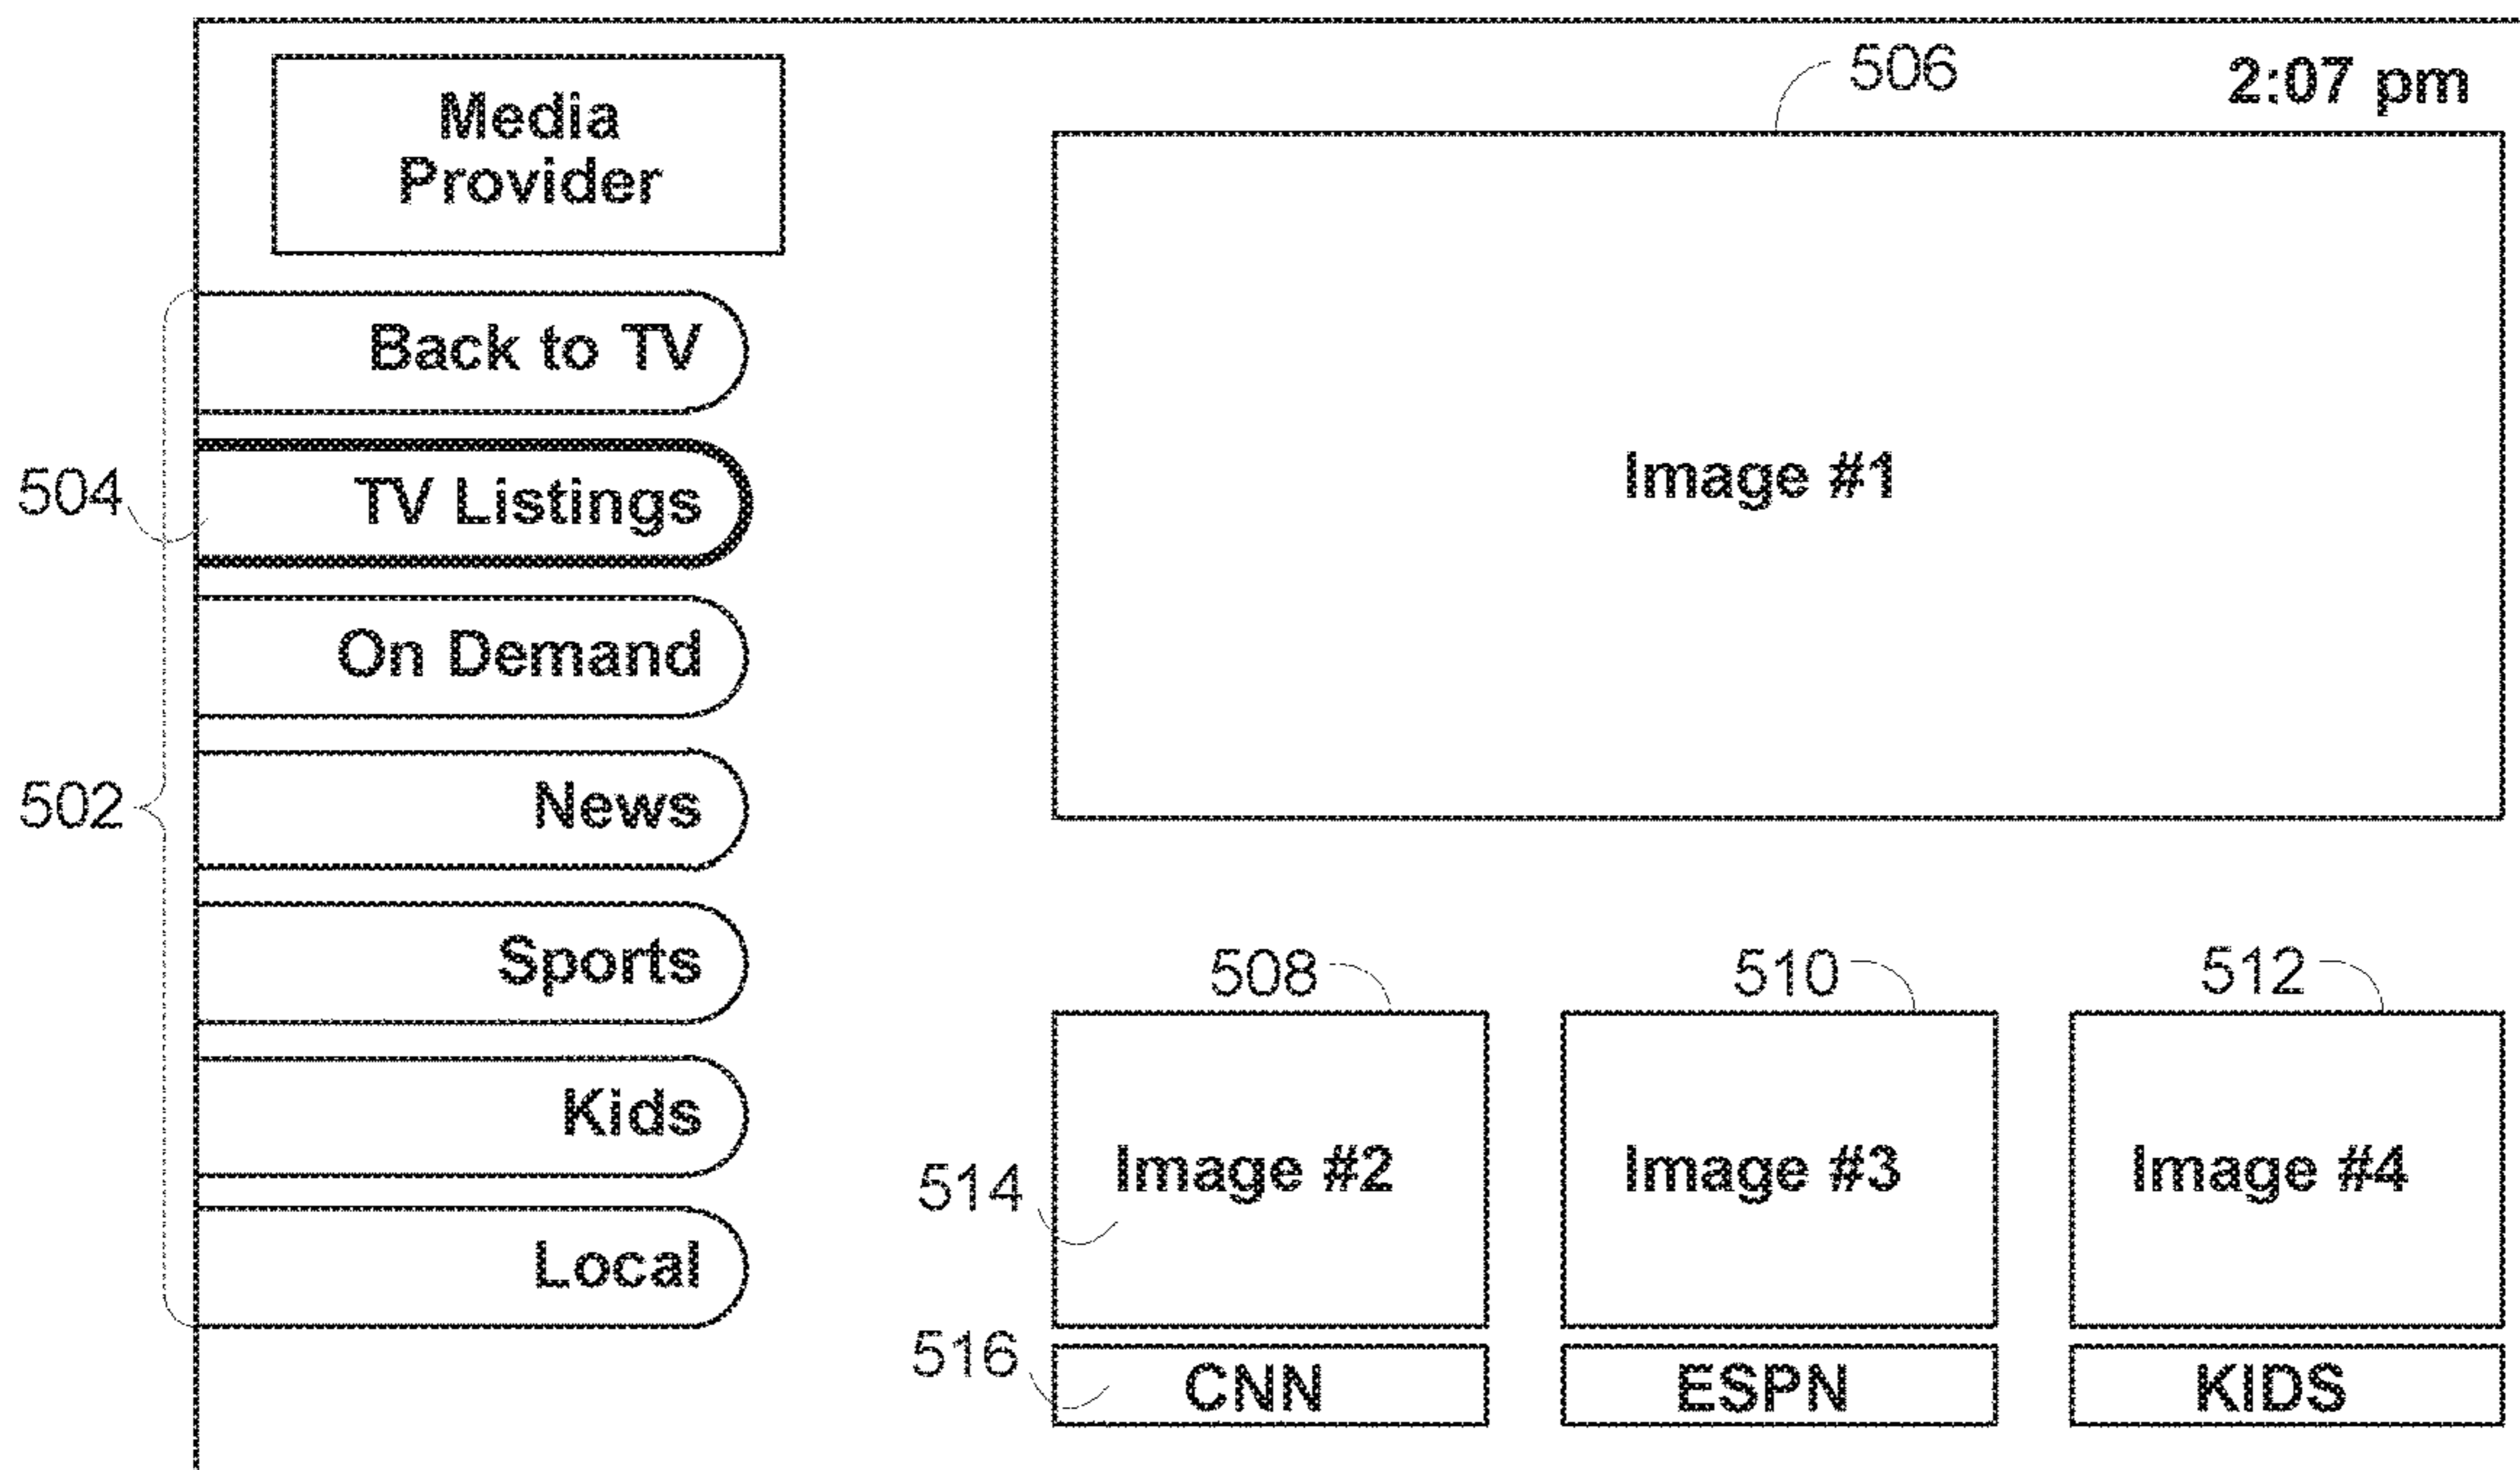 506
2:07 pm
Media
Provider
Back to TV
504
TV Listings
Image #1
On Demand
502
News
Sports
508
510
512
Kids
514
Image #2
Image #3
Image #4
Local
516
CNN
ESPN
KIDS